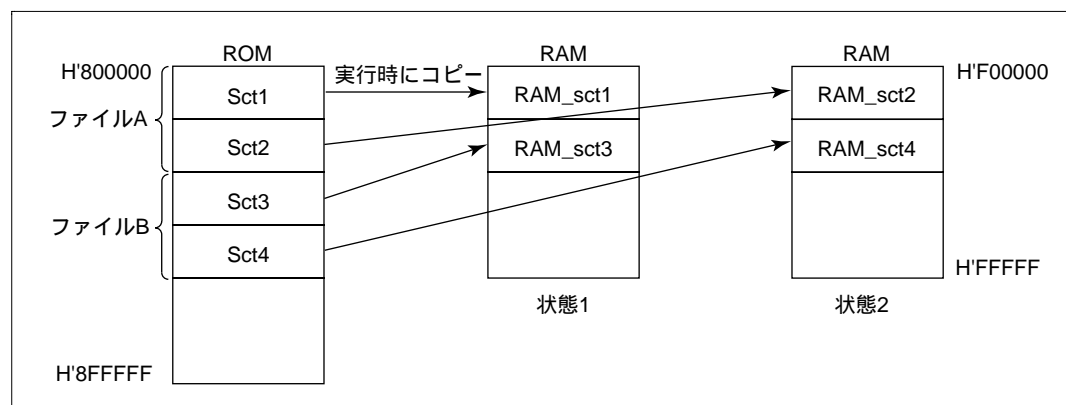 ROM
RAM
RAM
H'800000
実行時にコピー
H'F00000
Sct1
RAM_sct1
RAM_sct2
ファイルA
Sct2
RAM_sct3
RAM_sct4
Sct3
ファイルB
Sct4
H'FFFFF
状態1
状態2
H'8FFFFF